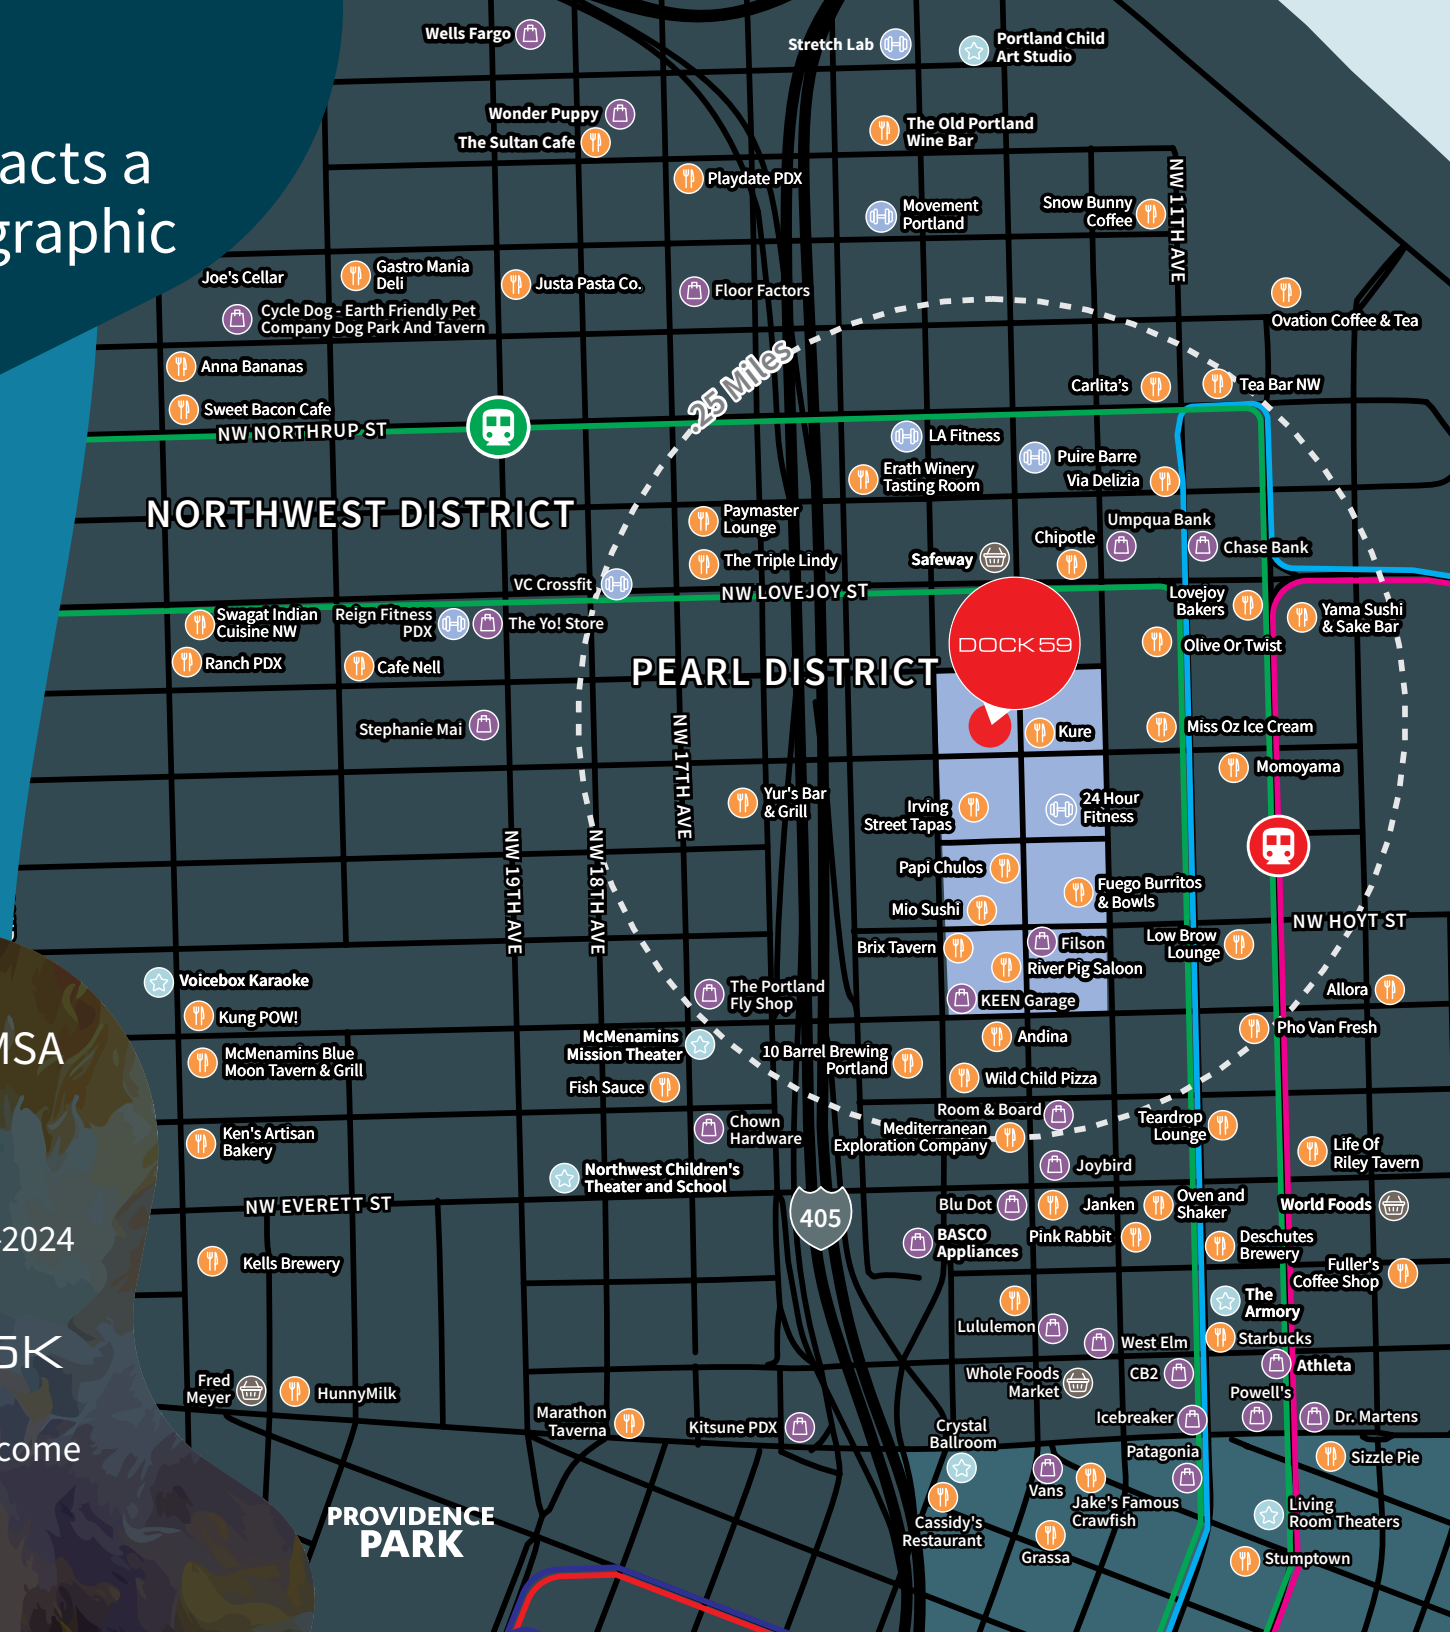 acts a
graphic
Wells Fargo
Stretch Lab
Portland Child
Art Studio
Wonder Puppy
The Sultan Cafe
The Old Portland
Wine Bar
Playdate PDX
Movement
Portland
Snow Bunny
Coffee
NW 11TH AVE
Joe's Cellar
Gastro Mania
Deli
Justa Pasta Co.
Floor Factors
Cycle Dog - Earth Friendly Pet
Company Dog Park And Tavern
Ovation Coffee & Tea
Anna Bananas
.25 Miles
Carlita's
Tea Bar NW
Sweet Bacon Cafe
NW NORTHRUP ST
LA Fitness
Puire Barre
Erath Winery
Tasting Room
Via Delizia
NORTHWEST DISTRICT
Paymaster
Lounge
Umpqua Bank
Chipotle
Chase Bank
The Triple Lindy
Safeway
VC Crossfit
NW LOVEJOY ST
Lovejoy
Bakers
Yama Sushi
& Sake Bar
Swagat Indian
Cuisine NW
Reign Fitness
PDX
The Yo! Store
DOCK 59
Olive Or Twist
Ranch PDX
Cafe Nell
PEARL DISTRICT
Stephanie Mai
NW 17TH AVE
Kure
Miss Oz Ice Cream
Momoyama
Yur's Bar
& Grill
Irving
Street Tapas
24 Hour
Fitness
NW 19TH AVE
NW 18TH AVE
Papi Chulos
Fuego Burritos
& Bowls
Mio Sushi
NW HOYT ST
Brix Tavern
Filson
Low Brow
Lounge
River Pig Saloon
Voicebox Karaoke
The Portland
Fly Shop
KEEN Garage
Allora
Kung POW!
Pho Van Fresh
MSA
McMenamins
Mission Theater
Andina
McMenamins Blue
Moon Tavern & Grill
10 Barrel Brewing
Portland
Wild Child Pizza
Fish Sauce
Room & Board
Chown
Hardware
Mediterranean
Exploration Company
Teardrop
Lounge
Ken's Artisan
Bakery
Life Of
Riley Tavern
Joybird
Northwest Children's
Theater and School
NW EVERETT ST
405
Blu Dot
Janken
Oven and
Shaker
World Foods
-2024
BASCO
Appliances
Pink Rabbit
Deschutes
Brewery
Kells Brewery
Fuller's
Coffee Shop
The
Armory
Lululemon
West Elm
Starbucks
5K
Whole Foods
Market
CB2
Athleta
Fred
Meyer
HunnyMilk
Powell's
Marathon
Taverna
Kitsune PDX
Icebreaker
Dr. Martens
Crystal
Ballroom
come
Patagonia
Sizzle Pie
Vans
Jake's Famous
Crawfish
PROVIDENCE
PARK
Cassidy's
Restaurant
Living
Room Theaters
Grassa
Stumptown